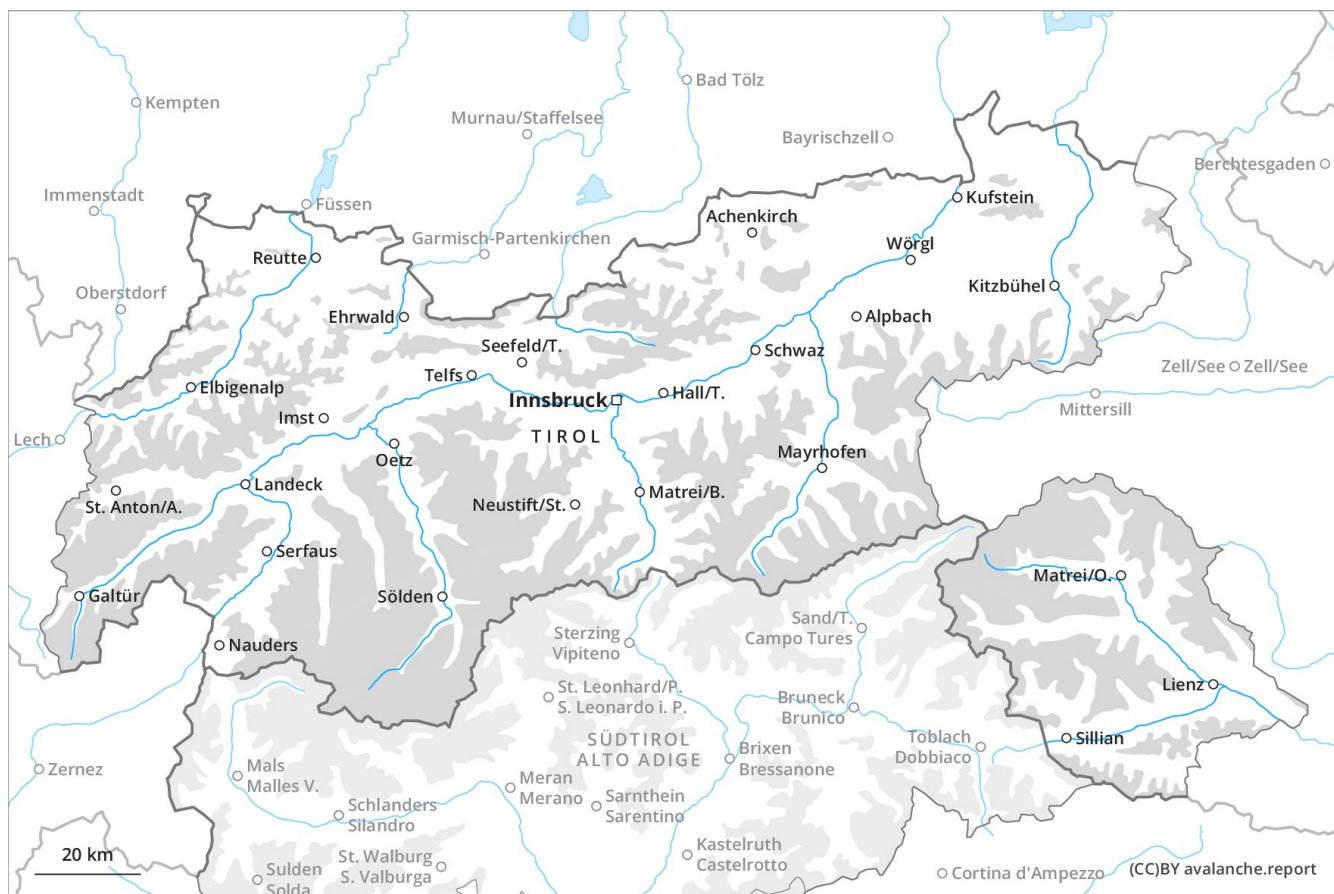 Kempten
Bad Tölz
Murnau/Staffelsee
Bayrischzell
Berchtesgaden
Immenstadt
Füssen
Kufstein
Achenkirch
Garmisch-Partenkirchen
Wörgl
Reutte
Kitzbühel
Oberstdorf
Ehrwald
Alpbach
Seefeld/T.
Schwaz
Telfs
Zell/See
Zell/See
Elbigenalp
Innsbruck
Hall/T.
Mittersill
Imst
Lech
TIROL
Oetz
Mayrhofen
Landeck
St. Anton/A.
Neustift/St.
Matrei/B.
Serfaus
Matrei/O.
Galtür
Sölden
Nauders
Sterzing
Vipiteno
Sand/T.
Campo Tures
Lienz
St. Leonhard/P.
S. Leonardo i. P.
Bruneck
Brunico
SÜDTIROL
ALTO ADIGE
Toblach
Dobbiaco
Sillian
Brixen
Bressanone
Zernez
Mals
Malles V.
Meran
Merano
Sarnthein
Sarentino
Schlanders
Silandro
Kastelruth
Castelrotto
20 km
St. Walburg
S. Valburga
Sulden
Solda
Cortina d'Ampezzo
(CC)BY avalanche.report